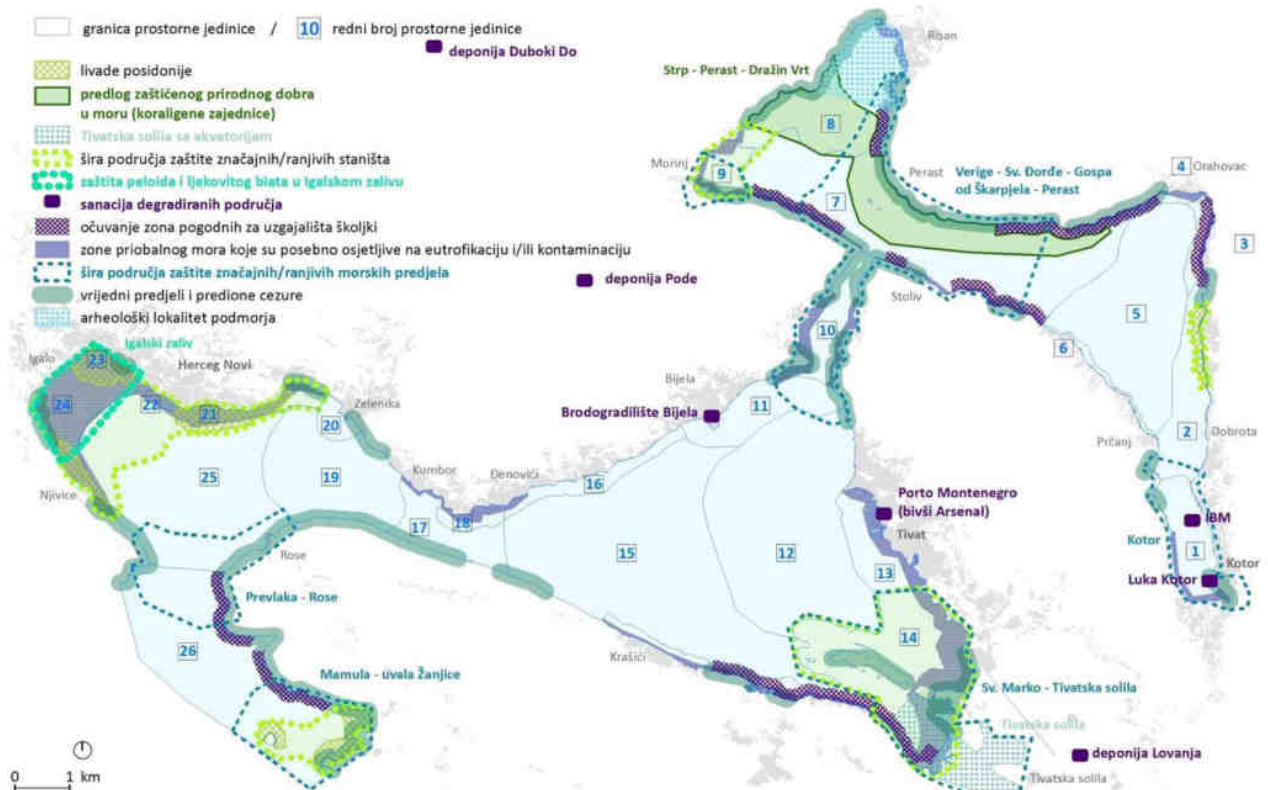 granica prostorne jedinice / 10 redni broj prostorne jedinice
deponija Duboki Do
livade posidonije
predlog zaštićenog prirodnog dobra
u moru (koraligene zajednice)
Tivatska solila sa akvatorijam
šira područja zaštite značajnih/ranjivih staništa
zaštita peloida i ljekovitog blata u Igalskom zalivu
sanacija degradiranih područja
očuvanje zona pogodnih za uzgajališta školjki
zone priobalnog mora koje su posebno osjetljive na eutrofikaciju i/ili kontaminaciju
šira područja zaštite značajnih/ranjivih morskih predjela
vrijedni predjeli i predione cezure
arheološki lokalitet podmorja
Risan
Strp - Perast - Dražin Vrt
8
Morinj
9
7
Perast
Verige - Sv. Đorđe - Gospa
od Škarpjela - Perast
4
Orahovac
3
deponija Pode
Stoliv
5
6
10
Igalski zaliv
Igalo
23
Herceg Novi
24
22
21
Zelenika
20
Bijela
11
Brodogradilište Bijela
Prčanj
2
Dobrota
Njivice
25
19
Kumbor
Đenovići
16
17
18
Porto Montenegro
(bivši Arsenal)
Tivat
IBM
Kotor
1
Kotor
Luka Kotor
Rose
15
12
13
Prevlaka - Rose
26
14
Krašići
Mamula - uvala Žanjice
Sv. Marko - Tivatska solila
Tivatska solila
deponija Lovanja
Tivatska solila
0 1 km